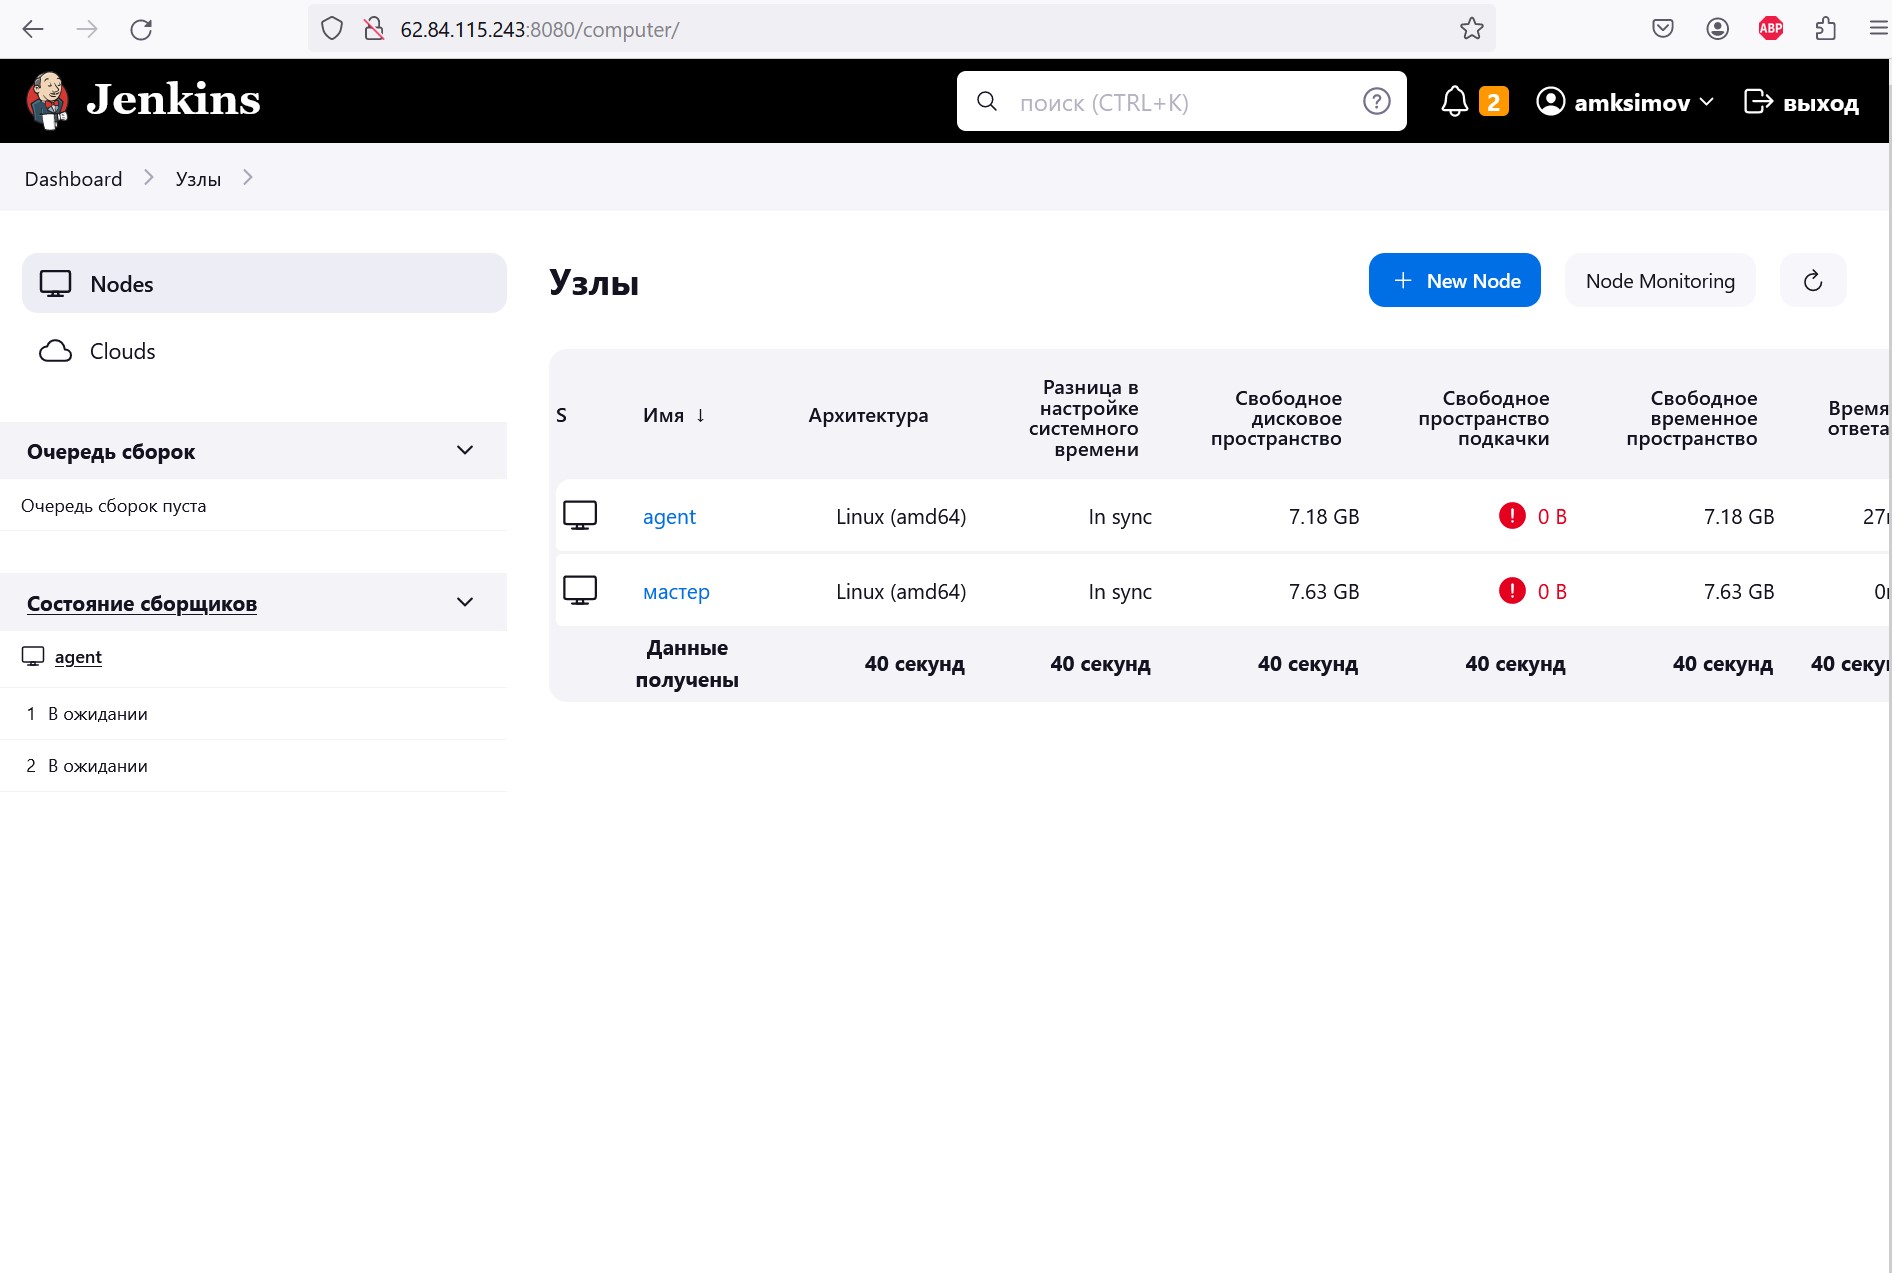 62.84.115.243:8080/computer/
ABP
Jenkins
поиск (CTRL+K)
2
amksimov
выход
Dashboard
Узлы
Nodes
Clouds
Очередь сборок
Очередь сборок пуста
Состояние сборщиков
agent
1 В ожидании
2 В ожидании
Узлы
New Node
Node Monitoring
S
Имя ↓
Архитектура
Разница в
настройке
системного
времени
Свободное
дисковое
пространство
Свободное
пространство
подкачки
Свободное
временное
пространство
Время
ответа
agent Linux (amd64) In sync 7.18 GB 0 B 7.18 GB 27
мастер Linux (amd64) In sync 7.63 GB 0 B 7.63 GB 0
Данные
получены
40 секунд 40 секунд 40 секунд 40 секунд 40 секунд 40 секу